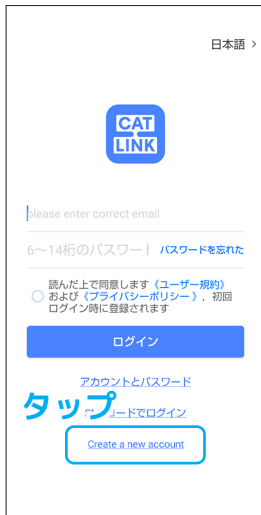 日本語 >
CAT
LINK
please enter correct email
6〜14桁のパスワード パスワードを忘れた
読んだ上で同意します《ユーザー規約》
および《プライバシーポリシー》, 初回
ログイン時に登録されます
ログイン
アカウントとパスワード
タップ
コードでログイン
Create a new account